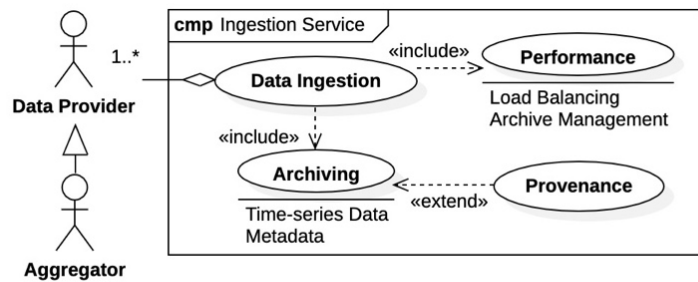 cmp Ingestion Service
1..*
«include»
Performance
Data Ingestion
Data Provider
Load Balancing
Archive Management
«include»
Archiving
«extend»
Provenance
Time-series Data
Metadata
Aggregator